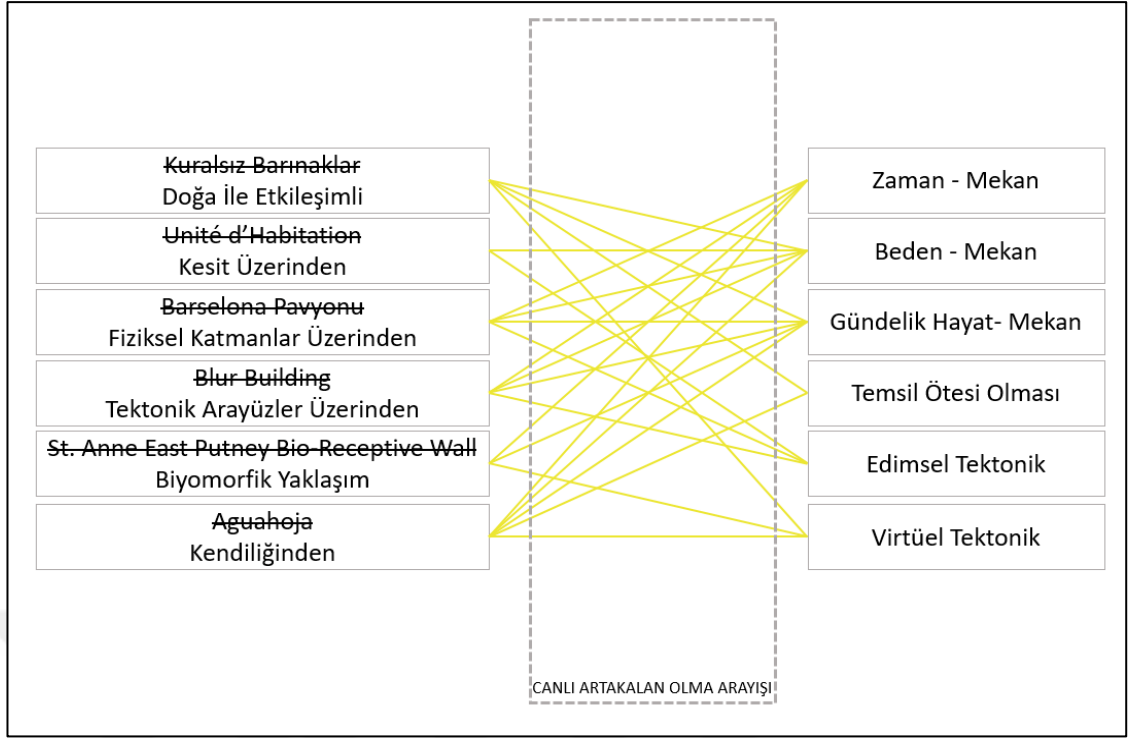 Kuralsız Barınaklar
Doğa İle Etkileşimli
Unité d’Habitation
Kesit Üzerinden
Barselona Pavyonu
Fiziksel Katmanlar Üzerinden
Blur Building
Tektonik Arayüzler Üzerinden
St. Anne East Putney Bio-Receptive Wall
Biyomorfik Yaklaşım
Aguahoja
Kendiliğinden
Zaman - Mekan
Beden - Mekan
Gündelik Hayat- Mekan
Temsil Ötesi Olması
Edimsel Tektonik
Virtüel Tektonik
CANLI ARTAKALAN OLMA ARAYIŞI